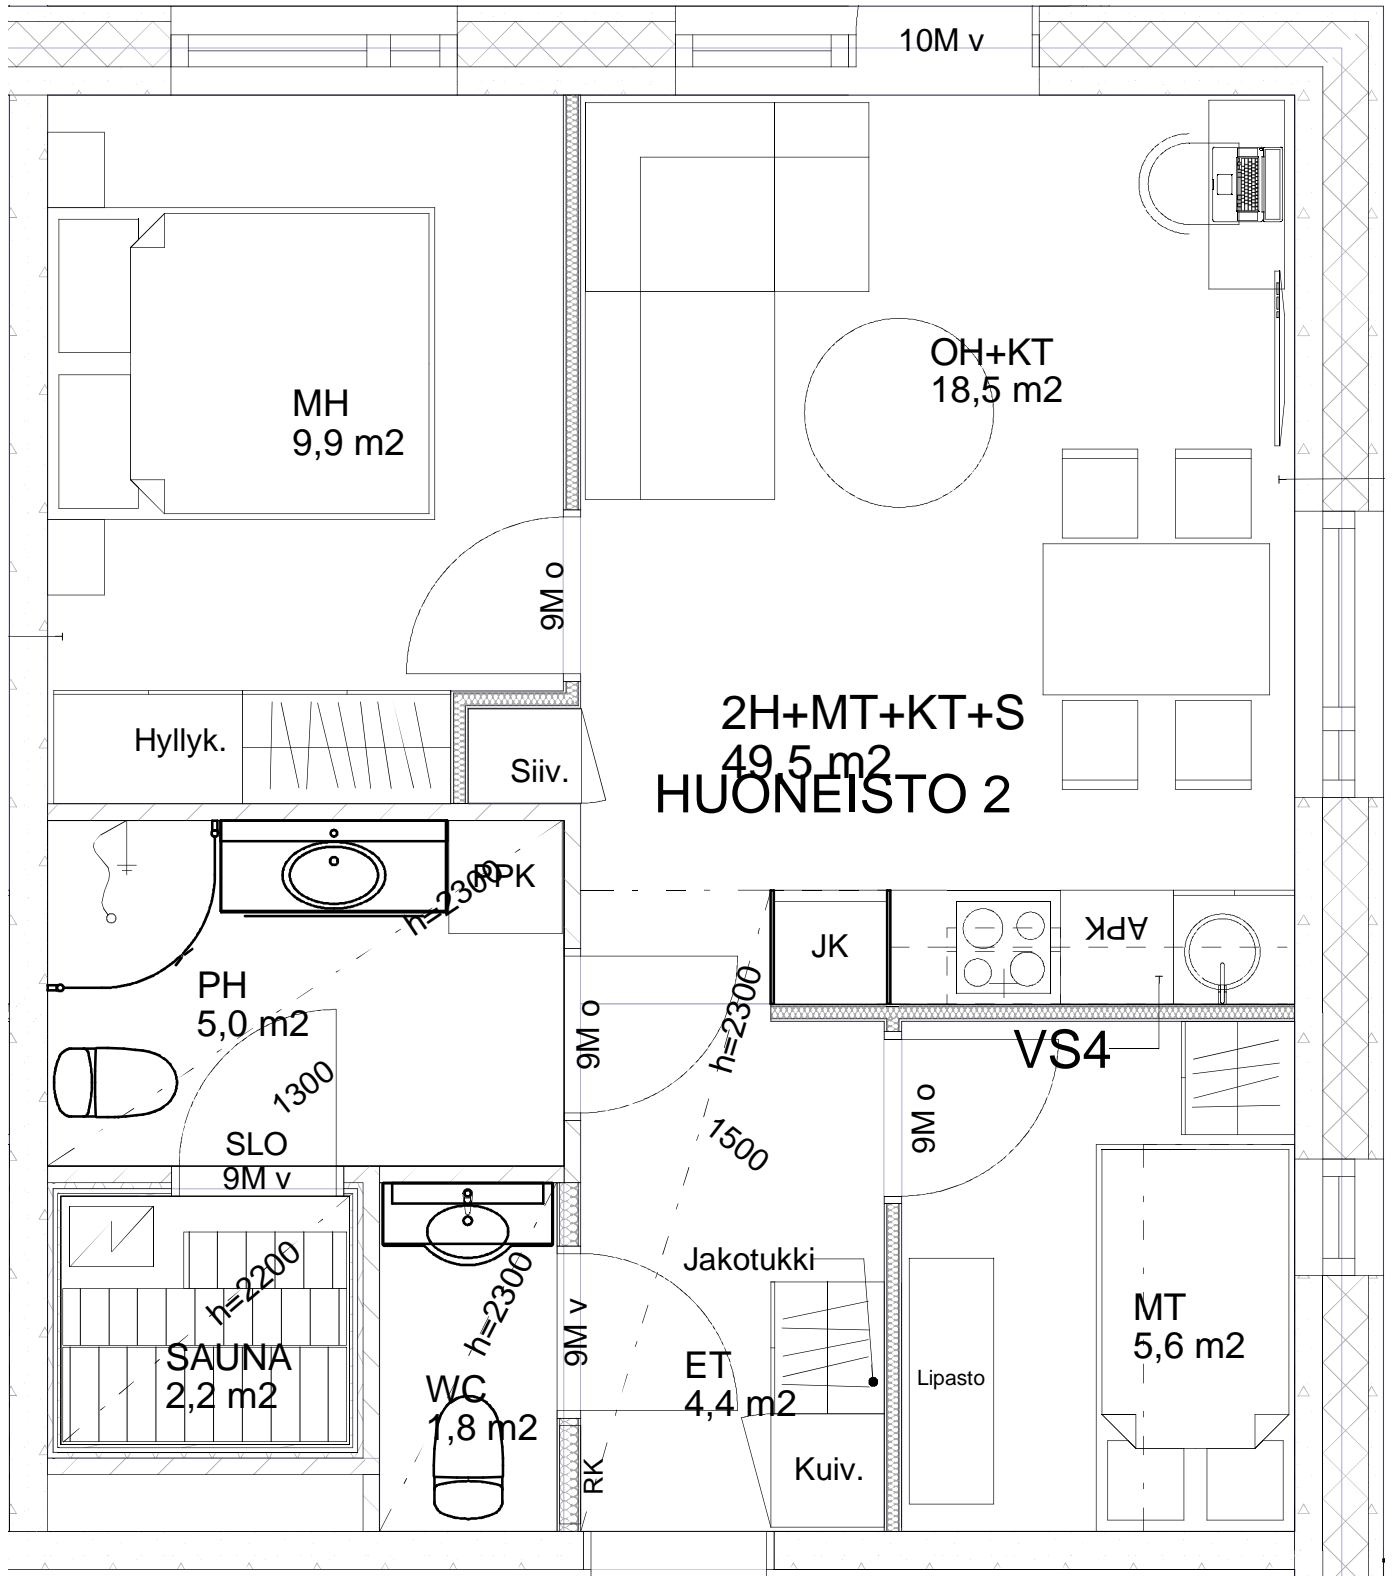 10M v
OH+KT
18,5 m2
MH
9,9 m2
9M o
2H+MT+KT+S
49,5 m2
HUONEISTO 2
Hyllyk.
Siiv.
PPK
h=2300
JK
APK
PH
5,0 m2
9M o
h=2300
VS4
1300
1500
9M o
SLO
9M v
Jakotukki
h=2200
h=2300
9M v
MT
5,6 m2
SAUNA
2,2 m2
WC
1,8 m2
ET
4,4 m2
Lipasto
RK
Kuiv.